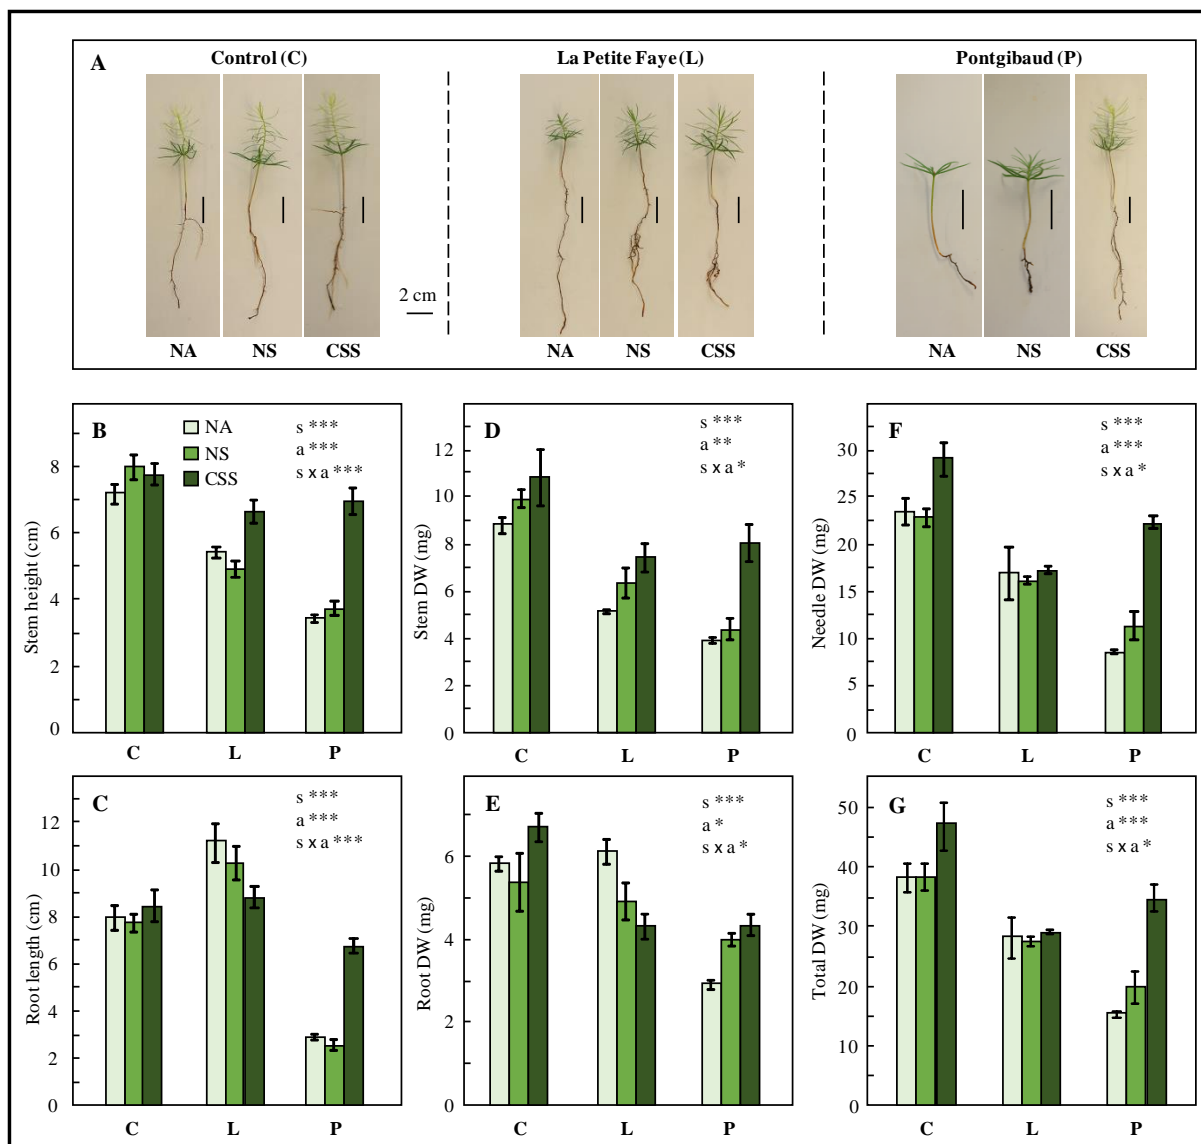 A
Control (C)
La Petite Faye (L)
Pontgibaud (P)
2 cm
NA
NS
CSS
NA
NS
CSS
NA
NS
CSS
B
NA
NS
CSS
s ***
a ***
s x a ***
Stem height (cm)
8
6
4
2
0
C
L
P
D
s ***
a **
s x a *
Stem DW (mg)
12
10
8
6
4
2
0
C
L
P
F
s ***
a ***
s x a *
Needle DW (mg)
30
25
20
15
10
5
0
C
L
P
C
s ***
a ***
s x a ***
Root length (cm)
12
10
8
6
4
2
0
C
L
P
E
s ***
a *
s x a *
Root DW (mg)
6
4
2
0
C
L
P
G
s ***
a ***
s x a *
Total DW (mg)
50
40
30
20
10
0
C
L
P